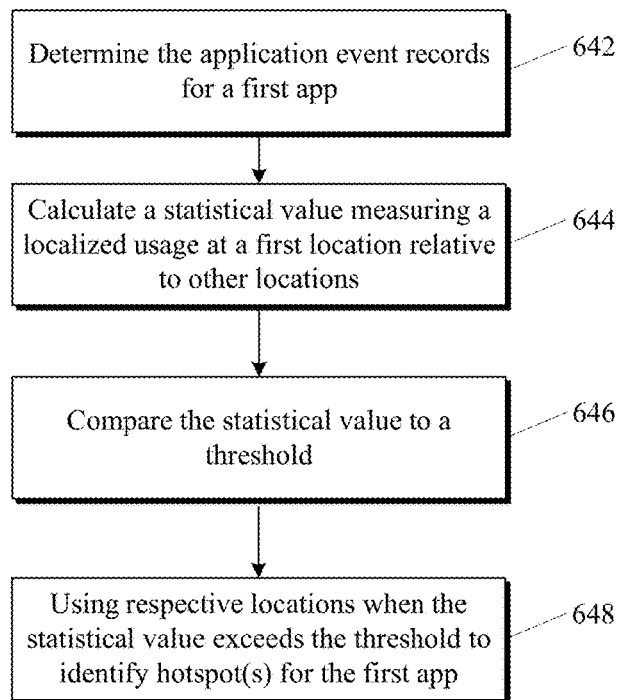 Determine the application event records
for a first app
642
Calculate a statistical value measuring a
localized usage at a first location relative
to other locations
644
Compare the statistical value to a
threshold
646
Using respective locations when the
statistical value exceeds the threshold to
identify hotspot(s) for the first app
648